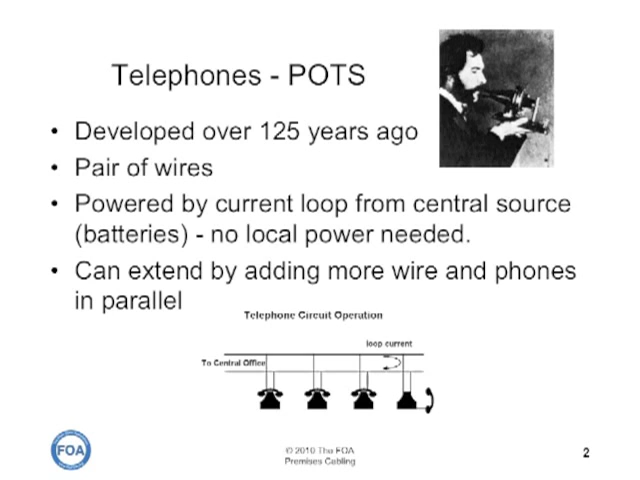 Telephones - POTS
• Developed over 125 years ago
• Pair of wires
• Powered by current loop from central source
(batteries) - no local power needed.
• Can extend by adding more wire and phones
in parallel
Telephone Circuit Operation
loop current
To Central Office
FOA
© 2010 The FOA
Premises Cabling
2